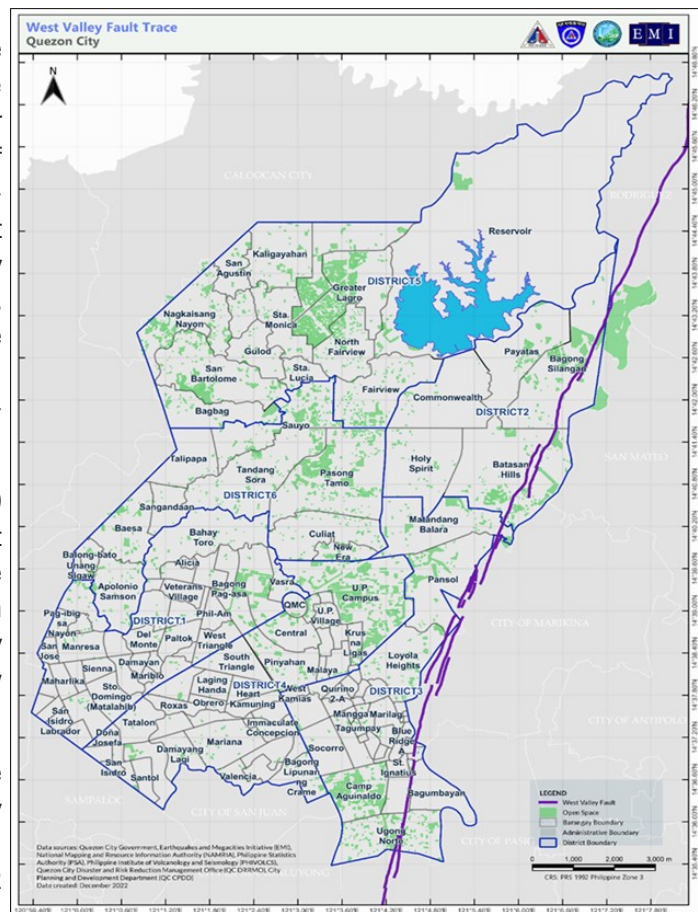 West Valley Fault Trace
Quezon City
EMI
N
CALOOCAN CITY
RODRIGUEZ
Reservoir
Kaligayahan
San
Agustin
DISTRICT5
Greater
Lagro
Nagkaisang
Nayon
Sta.
Monica
North
Fairview
Gulod
Payatas
Bagong
Silangan
San
Bartolome
Sta.
Lucia
Fairview
Commonwealth
Bagbag
DISTRICT2
Sauyo
SAN MATEO
Talipapa
Tandang
Sora
Pasong
Tamo
Holy
Spirit
Batasan
Hills
DISTRICT6
Sangandaan
Baesa
Matandang
Balara
Bahay
Toro
Culiat
New
Era
Balong-bato
Unang
Sigaw
Apolonio
Samson
Alicia
Veterans
Village
Bagong
Pag-asa
Vasra
U.P.
Campus
Pansol
Pag-ibig
sa
Nayon
Phil-Am
QMC
U.P.
Village
DISTRICT1
CITY OF MARIKINA
San
Jose
Manresa
Del
Monte
Paltok
West
Triangle
Central
Krus
na
Ligas
Sienna
Damayan
Mariblo
South
Triangle
Pinyahan
Malaya
Loyola
Heights
Maharlika
Sto.
Domingo
(Matalahib)
Laging
Handa
DISTRICT4
Heart
Kamuning
West
Kamias
Quirino
2-A
DISTRICT3
San
Isidro
Labrador
Roxas
Obrero
Mangga
Marilag
Tagumpay
CITY OF ANTIPOLO
Tatalon
Immaculate
Concepcion
Dona
Josefa
Mariana
Socorro
Blue
Ridge
A
Damayang
Lagi
St.
Ignatius
San
Isidro
Santol
Valencia
Bagong
Lipunan
ng
Crame
Camp
Aguinaldo
Bagumbayan
SAMPALOC
CITY OF SAN JUAN
Ugong
Norte
LEGEND
West Valley Fault
Open Space
Barangay Boundary
Administrative Boundary
District Boundary
0 1,000 2,000 3,000 m
CRS: PRS 1992 Philippine Zone 3
Data sources: Quezon City Government, Earthquakes and Megacities Initiative (EMI),
National Mapping and Resource Information Authority (NAMRIA), Philippine Statistics
Authority (PSA), Philippine Institute of Volcanology and Seismology (PHIVOLCS),
Quezon City Disaster and Risk Reduction Management Office (QC DRRMO), City
Planning and Development Department (QC CPDD)
Date created: December 2022